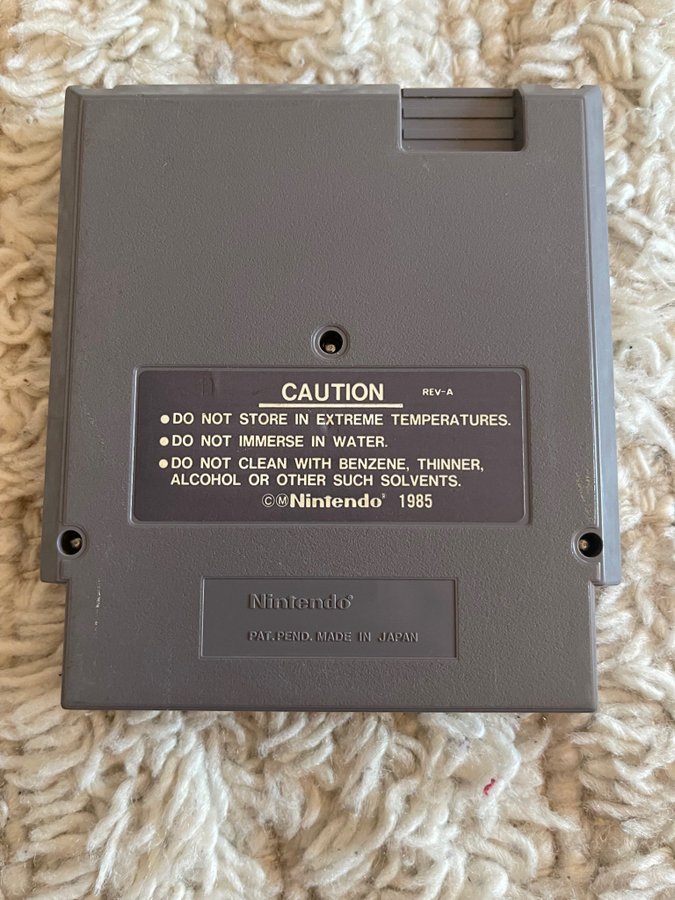 CAUTION REV-A
●DO NOT STORE IN EXTREME TEMPERATURES.
●DO NOT IMMERSE IN WATER.
●DO NOT CLEAN WITH BENZENE, THINNER,
ALCOHOL OR OTHER SUCH SOLVENTS.
©Ⓜ Nintendo® 1985
Nintendo®
PAT. PEND. MADE IN JAPAN